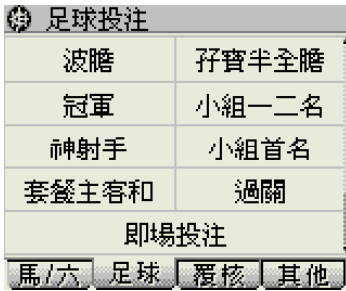 足球投注
波膽 孖寶半全膽
冠軍 小組一二名
神射手 小組首名
套餐主客和 過關
即場投注
馬/六 足球 覆核 其他